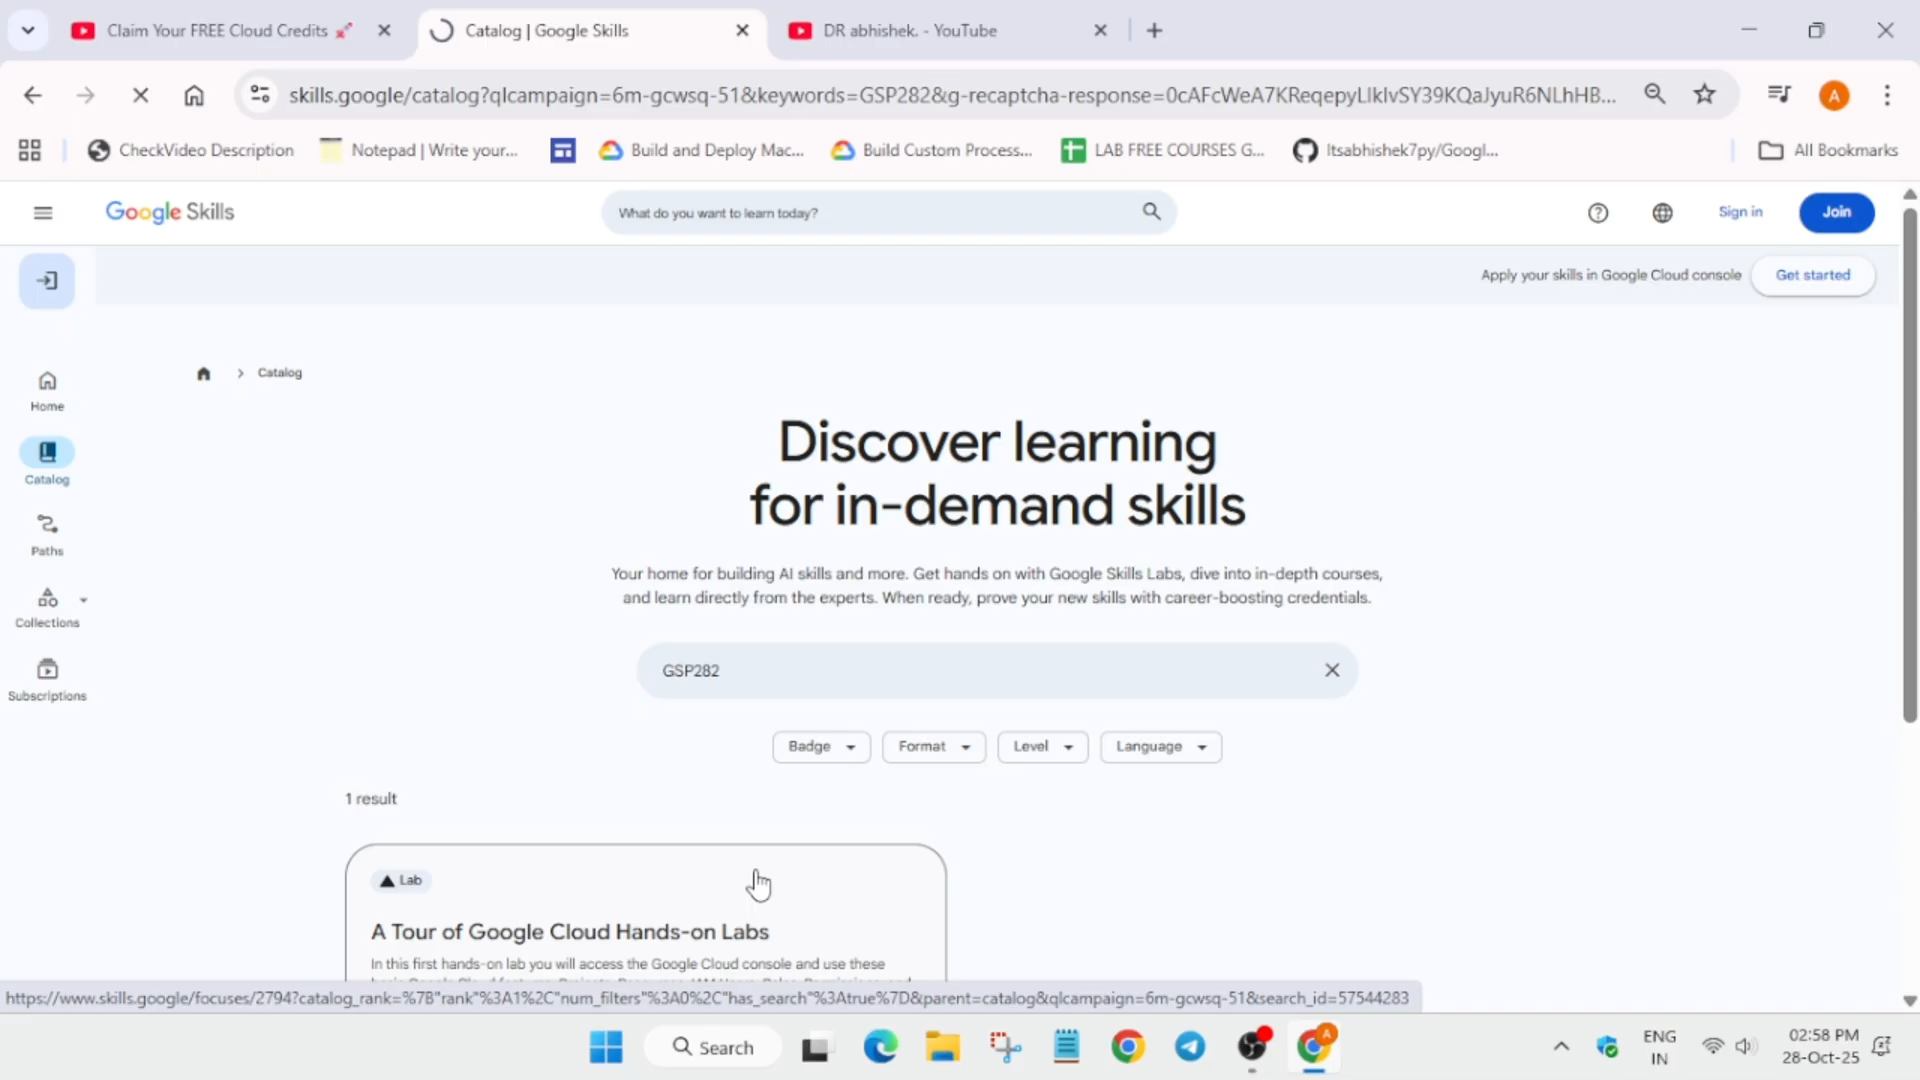 Claim Your FREE Cloud Credits
Catalog | Google Skills
DR abhishek. - YouTube
skills.google/catalog?qlcampaign=6m-gcwsq-51&keywords=GSP282&g-recaptcha-response=0cAFcWeA7KReqepyLIklvSY39KQaJyuR6NLhHB...
A
CheckVideo Description
Notepad | Write your...
Build and Deploy Mac...
Build Custom Process...
LAB FREE COURSES G...
Itsabhishek7py/Googl...
All Bookmarks
Google Skills
What do you want to learn today?
Sign in
Join
Apply your skills in Google Cloud console
Get started
Home
Catalog
Paths
Collections
Subscriptions
Catalog
Discover learning
for in-demand skills
Your home for building AI skills and more. Get hands on with Google Skills Labs, dive into in-depth courses,
and learn directly from the experts. When ready, prove your new skills with career-boosting credentials.
GSP282
Badge
Format
Level
Language
1 result
Lab
A Tour of Google Cloud Hands-on Labs
In this first hands-on lab you will access the Google Cloud console and use these
https://www.skills.google/focuses/2794?catalog_rank=%7B"rank"%3A1%2C"num_filters"%3A0%2C"has_search"%3Atrue%7D&parent=catalog&qlcampaign=6m-gcwsq-51&search_id=57544283
Search
A
ENG
IN
02:58 PM
28-Oct-25